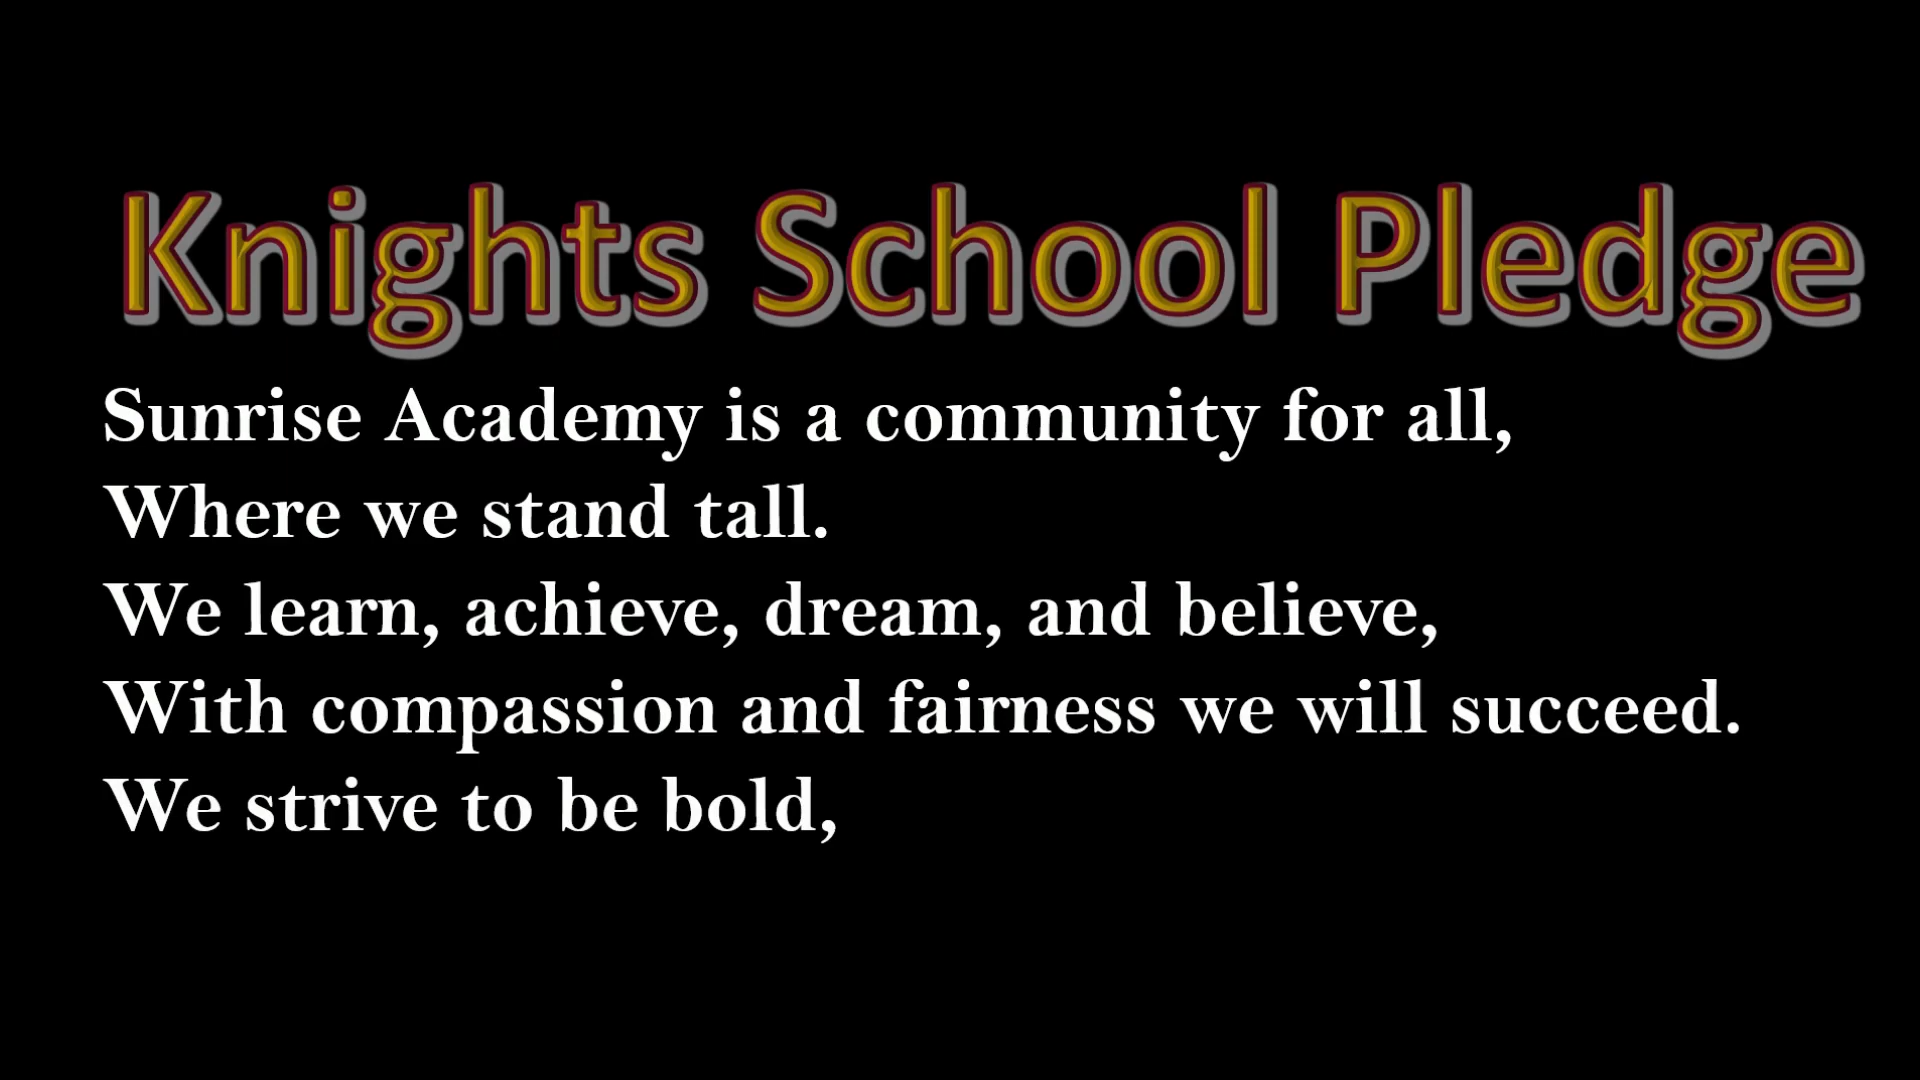 Knights School Pledge
Sunrise Academy is a community for all,
Where we stand tall.
We learn, achieve, dream, and believe,
With compassion and fairness we will succeed.
We strive to be bold,